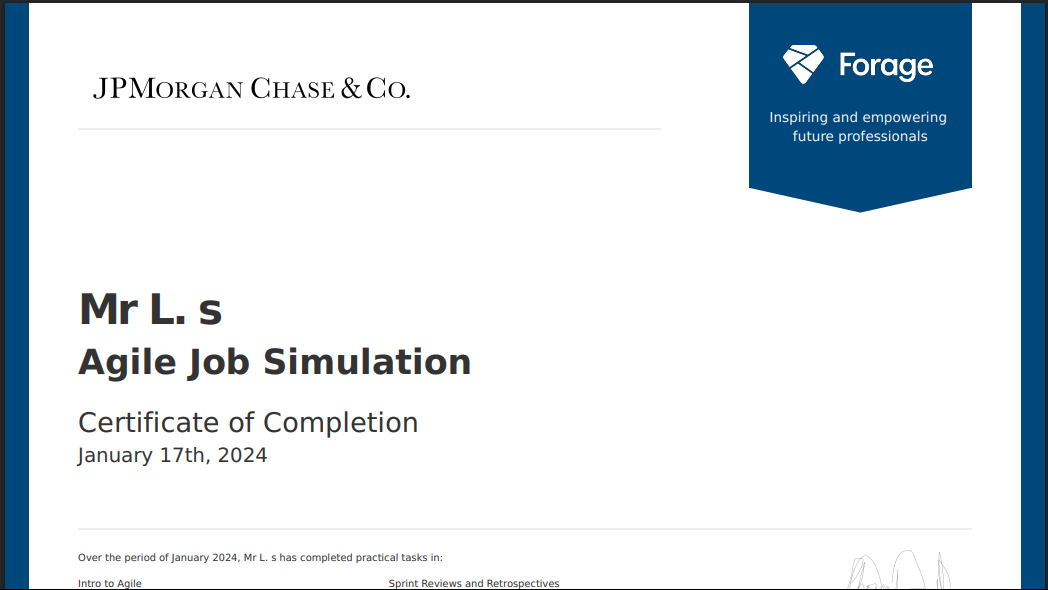 JPMORGAN CHASE & CO.
Forage
Inspiring and empowering
future professionals
Mr L. s
Agile Job Simulation
Certificate of Completion
January 17th, 2024
Over the period of January 2024, Mr L. s has completed practical tasks in:
Intro to Agile
Sprint Reviews and Retrospectives